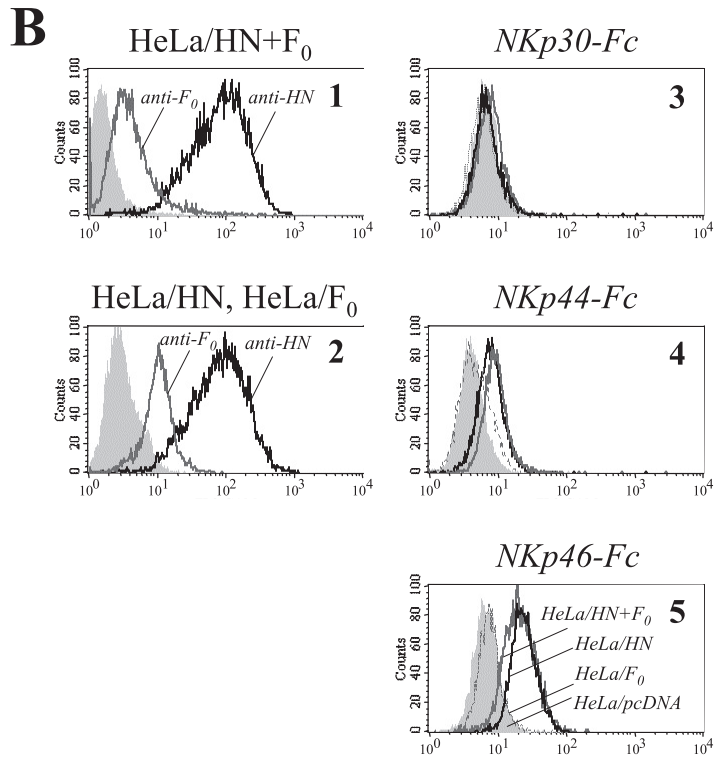 B
HeLa/HN+F0
100
80
60
40
20
0
Counts
anti-F0
anti-HN
1
10^0 10^1 10^2 10^3 10^4
NKp30-Fc
100
80
60
40
20
0
Counts
3
10^0 10^1 10^2 10^3 10^4
HeLa/HN, HeLa/F0
100
80
60
40
20
0
Counts
anti-F0
anti-HN
2
10^0 10^1 10^2 10^3 10^4
NKp44-Fc
100
80
60
40
20
0
Counts
4
10^0 10^1 10^2 10^3 10^4
NKp46-Fc
100
80
60
40
20
0
Counts
5
HeLa/HN+F0
HeLa/HN
HeLa/F0
HeLa/pcDNA
10^0 10^1 10^2 10^3 10^4